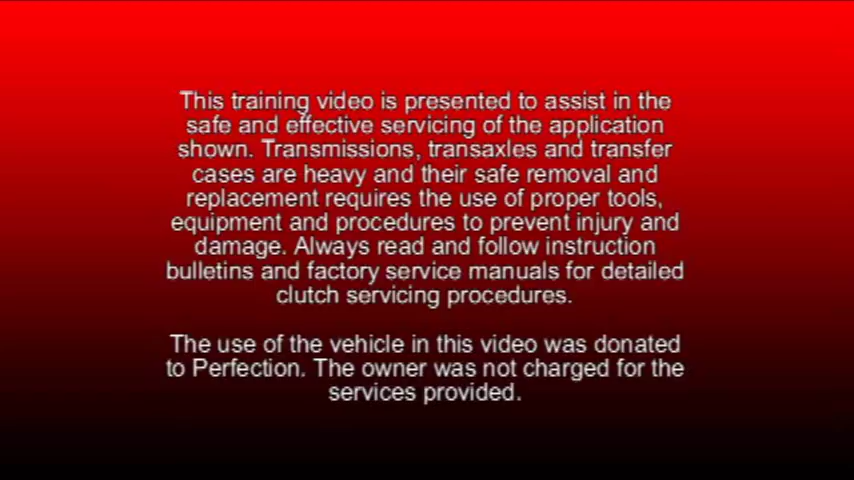 This training video is presented to assist in the
safe and effective servicing of the application
shown. Transmissions, transaxles and transfer
cases are heavy and their safe removal and
replacement requires the use of proper tools,
equipment and procedures to prevent injury and
damage. Always read and follow instruction
bulletins and factory service manuals for detailed
clutch servicing procedures.
The use of the vehicle in this video was donated
to Perfection. The owner was not charged for the
services provided.